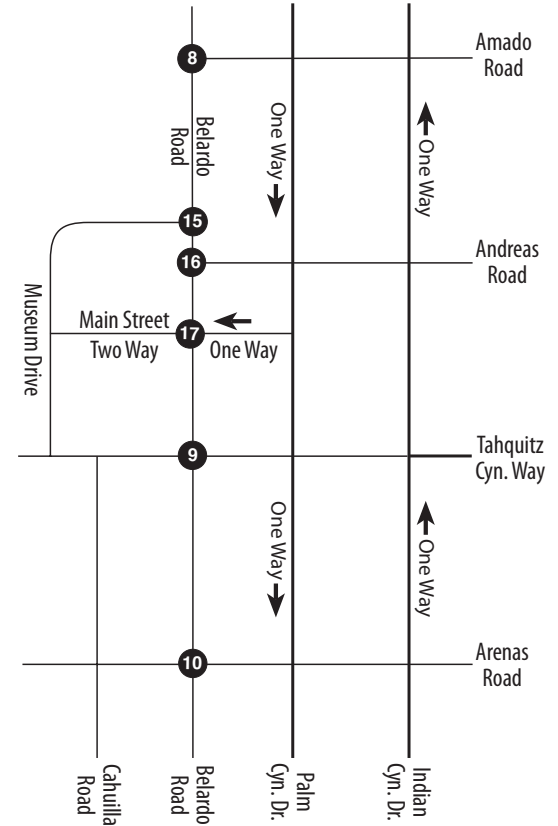 8
Amado
Road
Belardo
Road
One Way
One Way
15
16
Andreas
Road
Museum Drive
Main Street
17
Two Way
One Way
9
Tahquitz
Cyn. Way
One Way
One Way
10
Arenas
Road
Cahuilla
Road
Belardo
Road
Palm
Cyn. Dr.
Indian
Cyn. Dr.